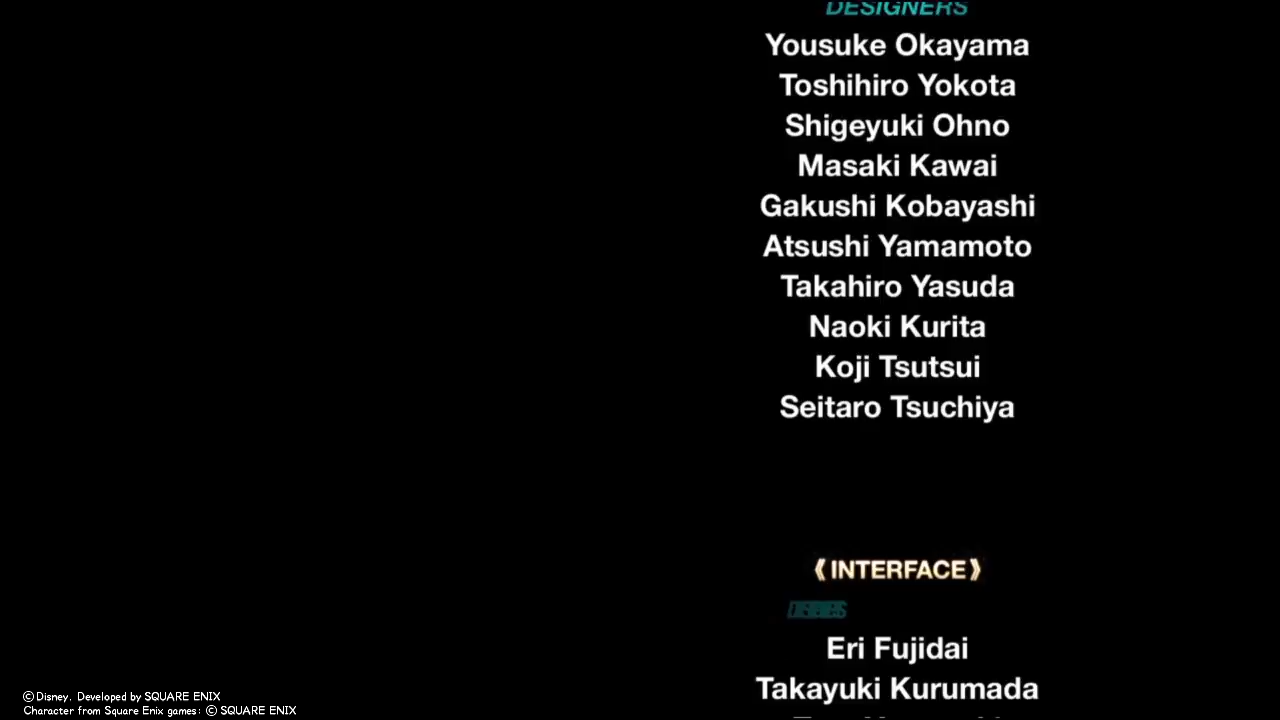 DESIGNERS
Yousuke Okayama
Toshihiro Yokota
Shigeyuki Ohno
Masaki Kawai
Gakushi Kobayashi
Atsushi Yamamoto
Takahiro Yasuda
Naoki Kurita
Koji Tsutsui
Seitaro Tsuchiya
《INTERFACE》
Eri Fujidai
Takayuki Kurumada
©Disney. Developed by SQUARE ENIX
Character from Square Enix games: © SQUARE ENIX